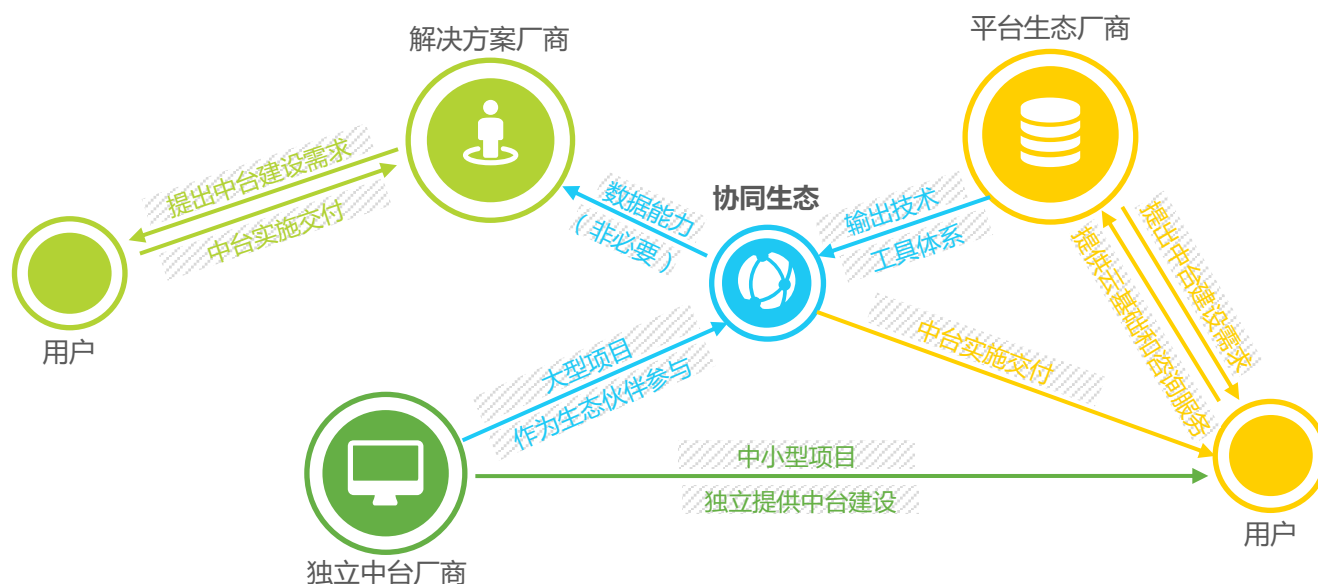 平台生态厂商
解决方案厂商
提出中台建设需求
中台实施交付
用户
数据能力
（非必要）
协同生态
输出技术
工具体系
提出中台建设需求
提供云基础和咨询服务
中台实施交付
大型项目
作为生态伙伴参与
中小型项目
独立提供中台建设
用户
独立中台厂商